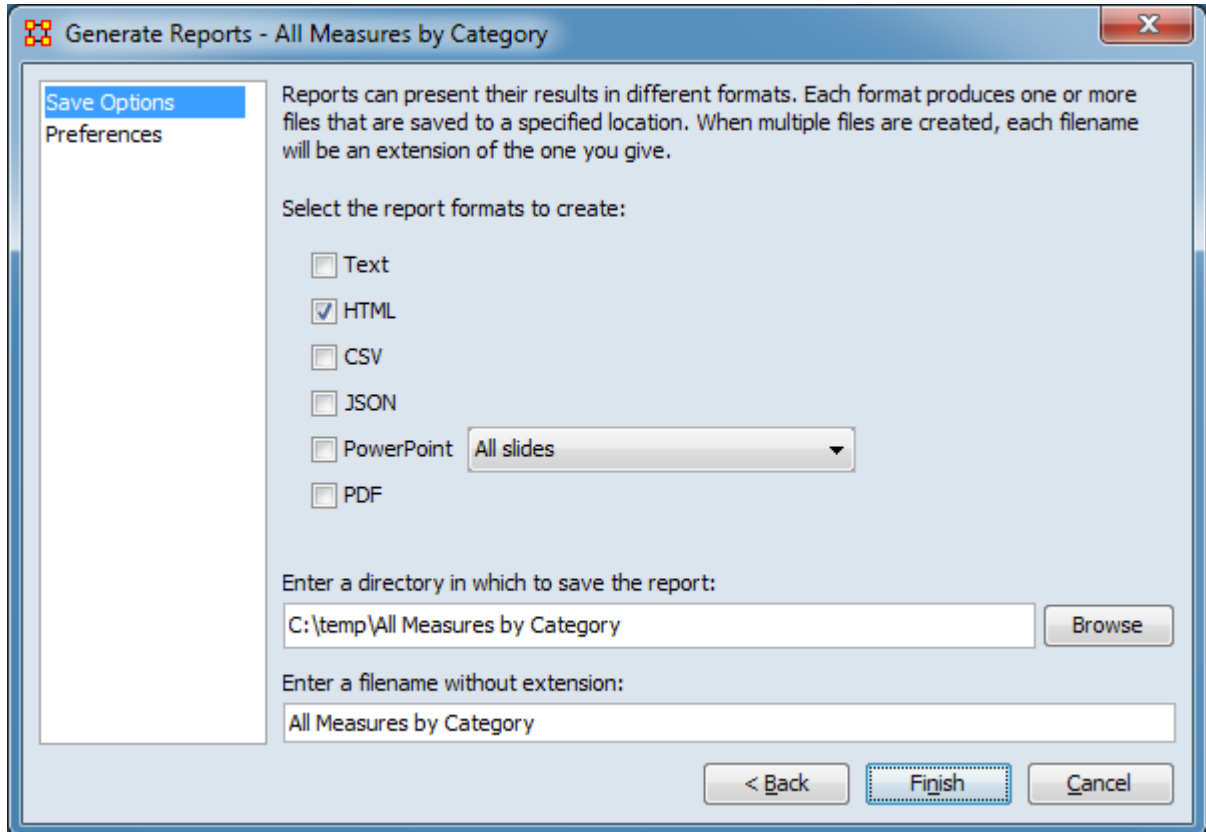 Generate Reports - All Measures by Category
Save Options
Preferences
Reports can present their results in different formats. Each format produces one or more
files that are saved to a specified location. When multiple files are created, each filename
will be an extension of the one you give.
Select the report formats to create:
Text
HTML
CSV
JSON
PowerPoint All slides
PDF
Enter a directory in which to save the report:
C:\temp\All Measures by Category Browse
Enter a filename without extension:
All Measures by Category
< Back Finish Cancel